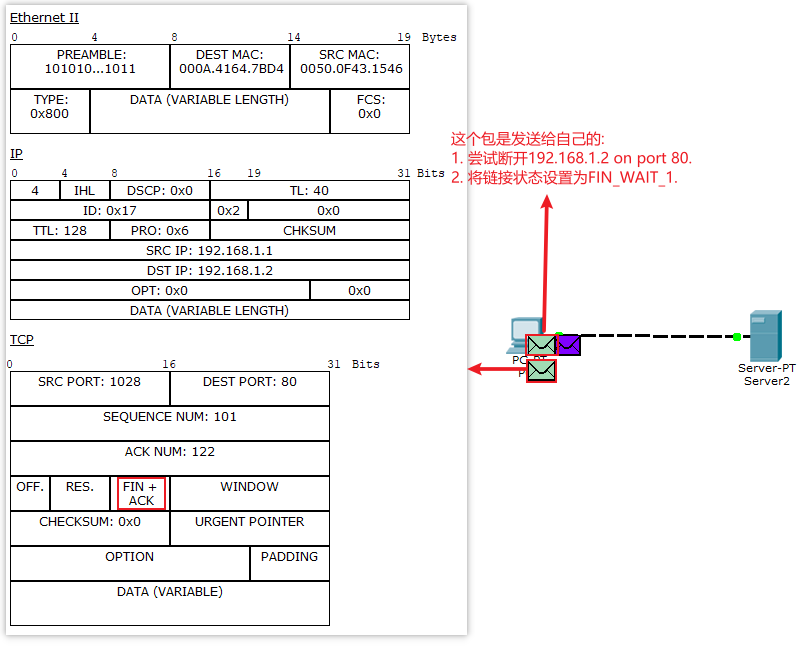 Ethernet II
0 4 8 14 19 Bytes
PREAMBLE: DEST MAC: SRC MAC:
101010...1011 000A.4164.7BD4 0050.0F43.1546
TYPE: DATA (VARIABLE LENGTH) FCS:
0x800 0x0
这个包是发送给自己的:
1. 尝试断开192.168.1.2 on port 80.
2. 将链接状态设置为FIN_WAIT_1.
IP
0 4 8 16 19 31 Bits
4 IHL DSCP: 0x0 TL: 40
ID: 0x17 0x2 0x0
TTL: 128 PRO: 0x6 CHKSUM
SRC IP: 192.168.1.1
DST IP: 192.168.1.2
OPT: 0x0 0x0
DATA (VARIABLE LENGTH)
TCP
0 16 31 Bits
SRC PORT: 1028 DEST PORT: 80
SEQUENCE NUM: 101
ACK NUM: 122
OFF. RES. FIN + WINDOW
ACK
CHECKSUM: 0x0 URGENT POINTER
OPTION PADDING
DATA (VARIABLE)
Server-PT
Server2